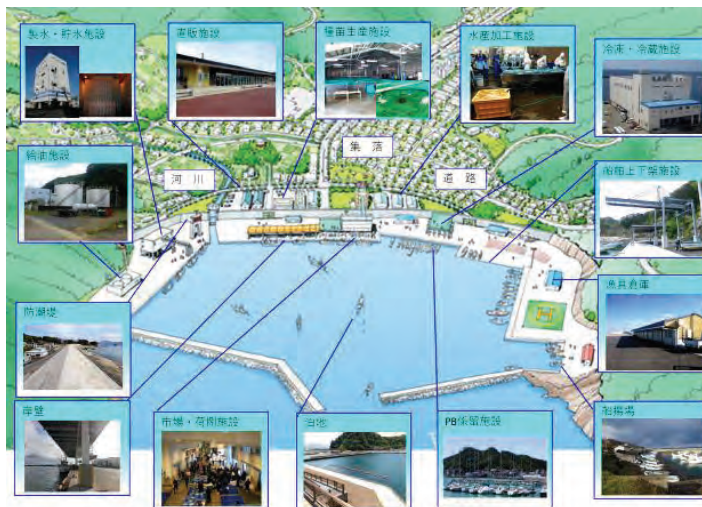 製氷・貯氷施設
直販施設
種苗生産施設
水産加工施設
冷凍・冷蔵施設
集 落
河 川
道 路
給油施設
船舶上下架施設
防潮堤
漁具倉庫
岸壁
市場・荷捌施設
泊地
PB係留施設
船揚場